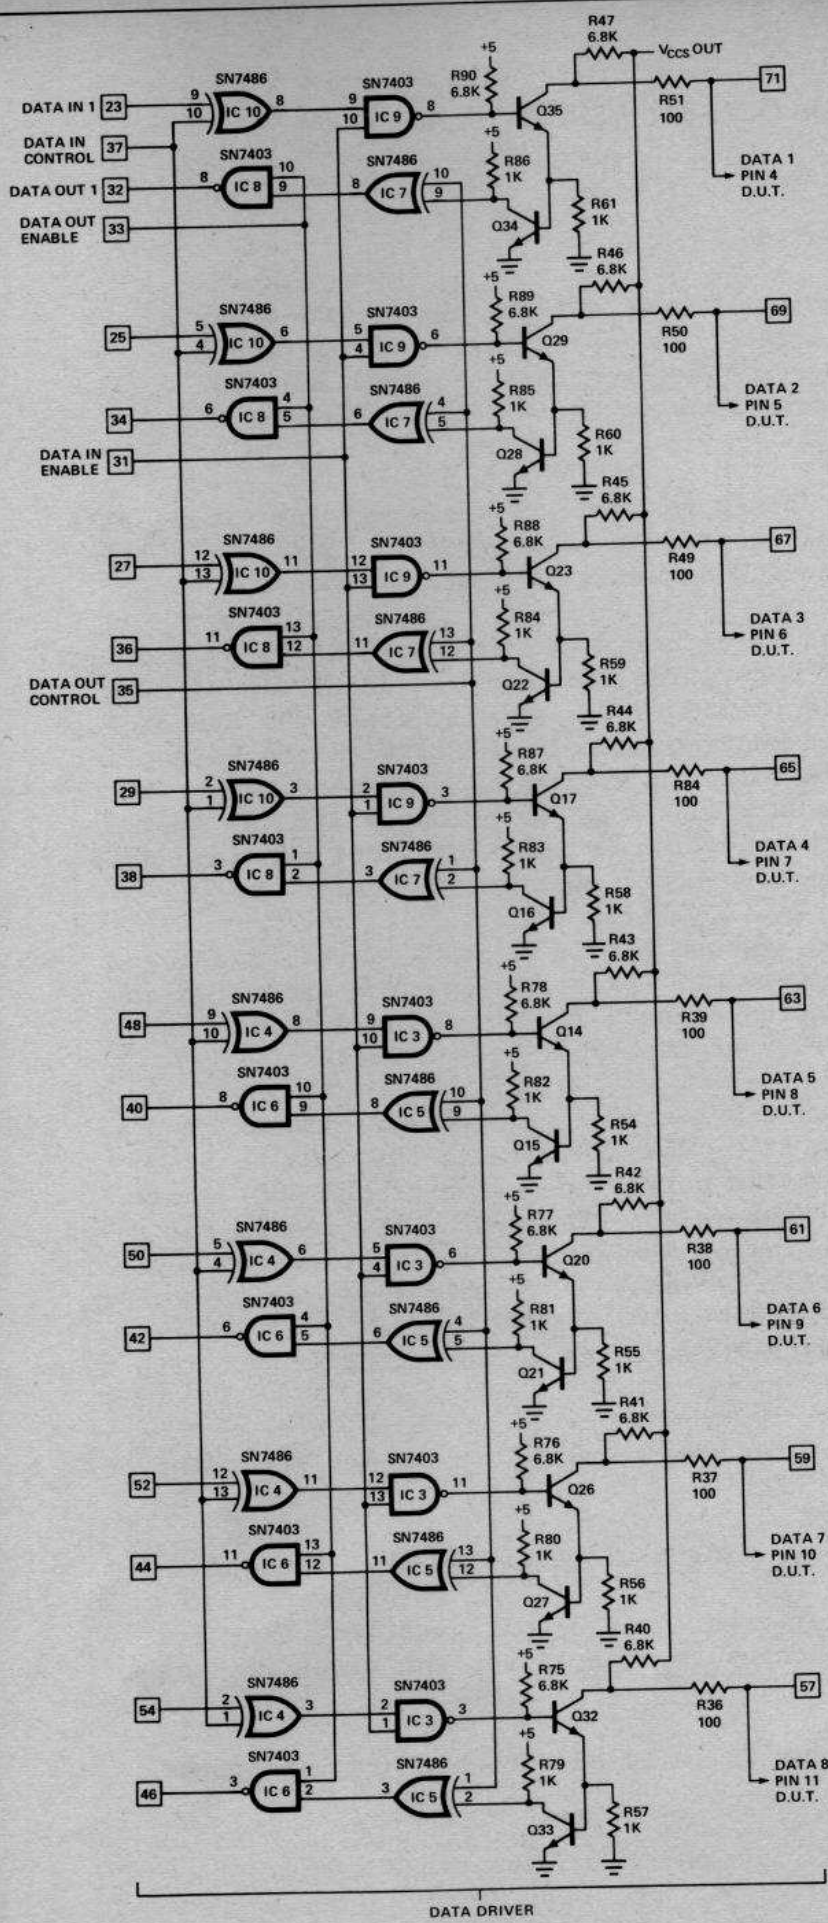 R47
6.8K
V_CCS OUT
+5
SN7486
SN7403
R90
6.8K
71
DATA IN 1 23
9
10
IC 10
8
9
10
IC 9
8
Q35
R51
100
DATA IN
CONTROL
37
SN7403
SN7486
+5
R86
1K
DATA 1
PIN 4
D.U.T.
DATA OUT 1 32
8
IC 8
10
9
8
IC 7
10
9
R61
1K
DATA OUT
ENABLE
33
Q34
R46
6.8K
+5
R89
6.8K
SN7486
SN7403
69
25
5
4
IC 10
6
5
4
IC 9
6
Q29
R50
100
SN7403
SN7486
+5
R85
1K
DATA 2
PIN 5
D.U.T.
34
6
IC 8
4
5
6
IC 7
4
5
R60
1K
DATA IN
ENABLE
31
Q28
R45
6.8K
+5
R88
6.8K
SN7486
SN7403
67
27
12
13
IC 10
11
12
13
IC 9
11
Q23
R49
100
SN7403
SN7486
+5
R84
1K
DATA 3
PIN 6
D.U.T.
36
11
IC 8
13
12
11
IC 7
13
12
R59
1K
DATA OUT
CONTROL
35
Q22
R44
6.8K
+5
R87
6.8K
SN7486
SN7403
65
29
2
1
IC 10
3
2
1
IC 9
3
Q17
R84
100
SN7403
SN7486
+5
R83
1K
DATA 4
PIN 7
D.U.T.
38
3
IC 8
1
2
3
IC 7
1
2
R58
1K
Q16
R43
6.8K
+5
R78
6.8K
SN7486
SN7403
63
48
9
10
IC 4
8
9
10
IC 3
8
Q14
R39
100
SN7403
SN7486
+5
R82
1K
DATA 5
PIN 8
D.U.T.
40
8
IC 6
10
9
8
IC 5
10
9
R54
1K
Q15
R42
6.8K
+5
R77
6.8K
SN7486
SN7403
61
50
5
4
IC 4
6
5
4
IC 3
6
Q20
R38
100
SN7403
SN7486
+5
R81
1K
DATA 6
PIN 9
D.U.T.
42
6
IC 6
4
5
6
IC 5
4
5
R55
1K
Q21
R41
6.8K
+5
R76
6.8K
SN7486
SN7403
59
52
12
13
IC 4
11
12
13
IC 3
11
Q26
R37
100
SN7403
SN7486
+5
R80
1K
DATA 7
PIN 10
D.U.T.
44
11
IC 6
13
12
11
IC 5
13
12
R56
1K
Q27
R40
6.8K
+5
R75
6.8K
SN7486
SN7403
57
54
2
1
IC 4
3
2
1
IC 3
3
Q32
R36
100
SN7403
SN7486
+5
R79
1K
DATA 8
PIN 11
D.U.T.
46
3
IC 6
1
2
3
IC 5
1
2
R57
1K
Q33
DATA DRIVER